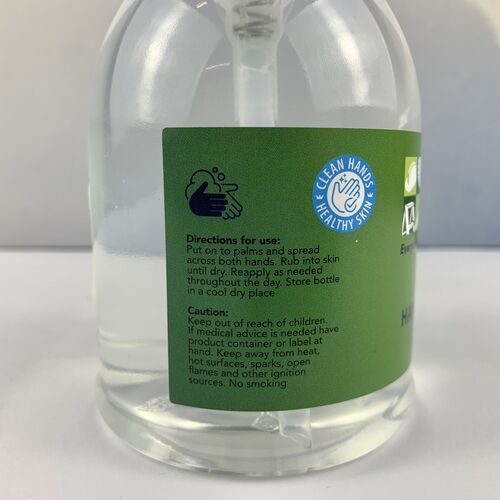 CLEAN HANDS
HEALTHY SKIN
Directions for use:
Put on to palms and spread
across both hands. Rub into skin
until dry. Reapply as needed
throughout the day. Store bottle
in a cool dry place
Caution:
Keep out of reach of children.
If medical advice is needed have
product container or label at
hand. Keep away from heat,
hot surfaces, sparks, open
flames and other ignition
sources. No smoking